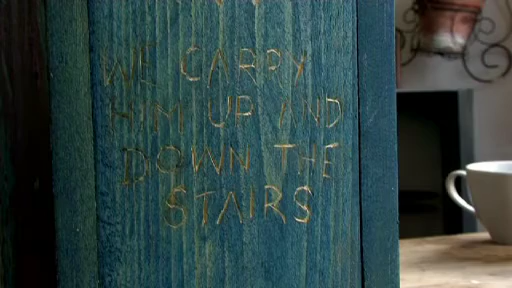 WE CARRY
HIM UP AND
DOWN THE
STAIRS